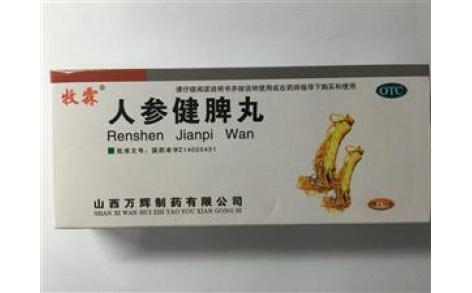 请仔细阅读说明书并按说明使用或在药师指导下购买和使用
牧霖®
OTC
人参健脾丸
Renshen Jianpi Wan
批准文号：国药准字Z14020431
山西万辉制药有限公司
SHAN XI WAN HUI ZHI YAO YOU XIAN GONG SI